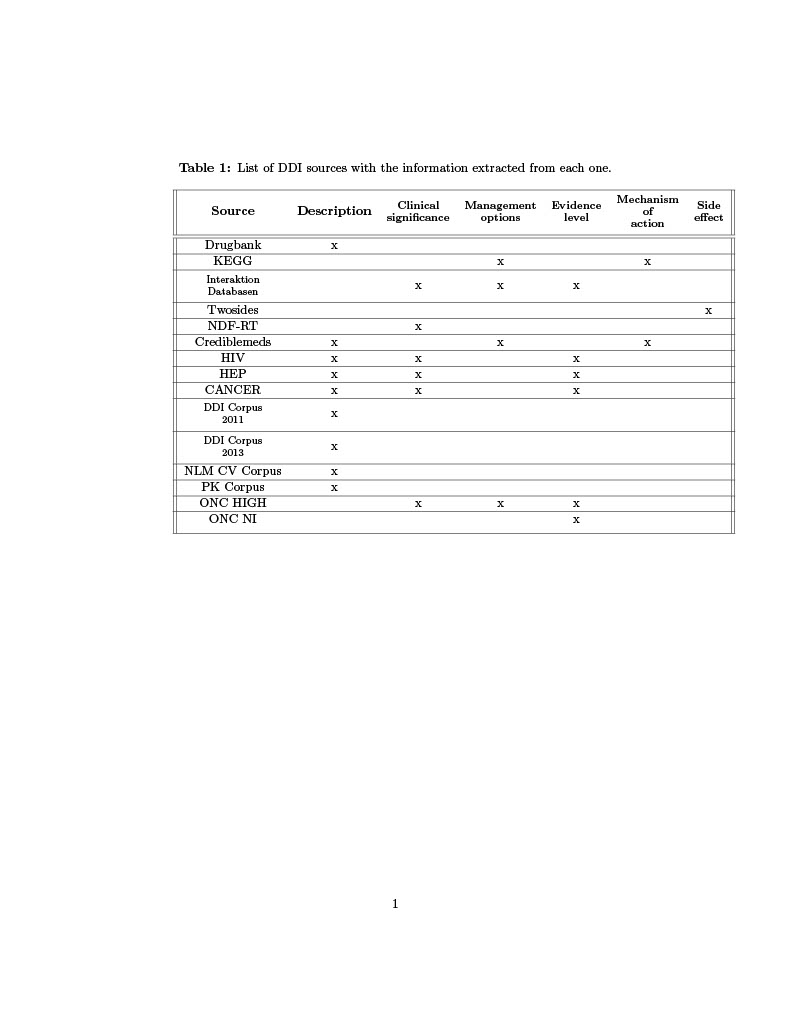 Table 1: List of DDI sources with the information extracted from each one.
Source Description Clinical significance Management options Evidence level Mechanism of action Side effect
Drugbank x
KEGG x x
Interaktion Databasen x x x
Twosides x
NDF-RT x
Crediblemeds x x x
HIV x x x
HEP x x x
CANCER x x x
DDI Corpus 2011 x
DDI Corpus 2013 x
NLM CV Corpus x
PK Corpus x
ONC HIGH x x x
ONC NI x
1